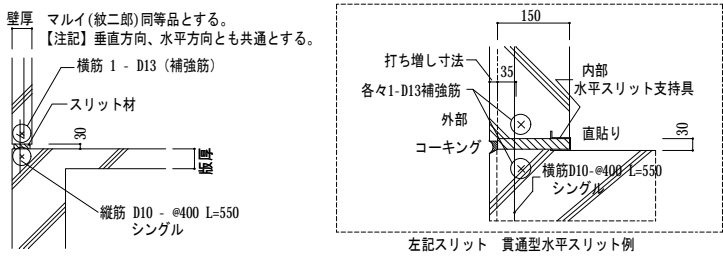 壁厚
マルイ(紋二郎)同等品とする。
【注記】垂直方向、水平方向とも共通とする。
横筋 1 - D13 (補強筋)
スリット材
30
版厚
縦筋 D10 - @400 L=550
シングル
150
打ち増し寸法
35
内部
水平スリット支持具
各々1-D13補強筋
外部
直貼り
30
コーキング
横筋D10-@400 L=550
シングル
左記スリット 貫通型水平スリット例